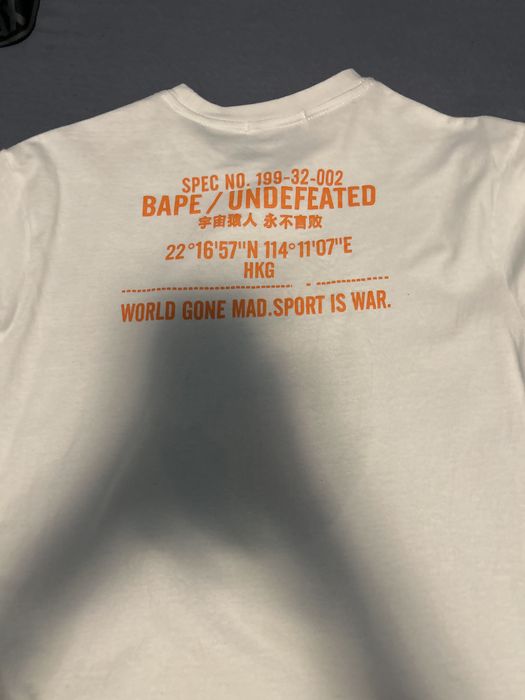 SPEC NO. 199-32-002
BAPE/UNDEFEATED
宇宙猿人 永不言敗
22°16'57"N 114°11'07"E
HKG
WORLD GONE MAD.SPORT IS WAR.